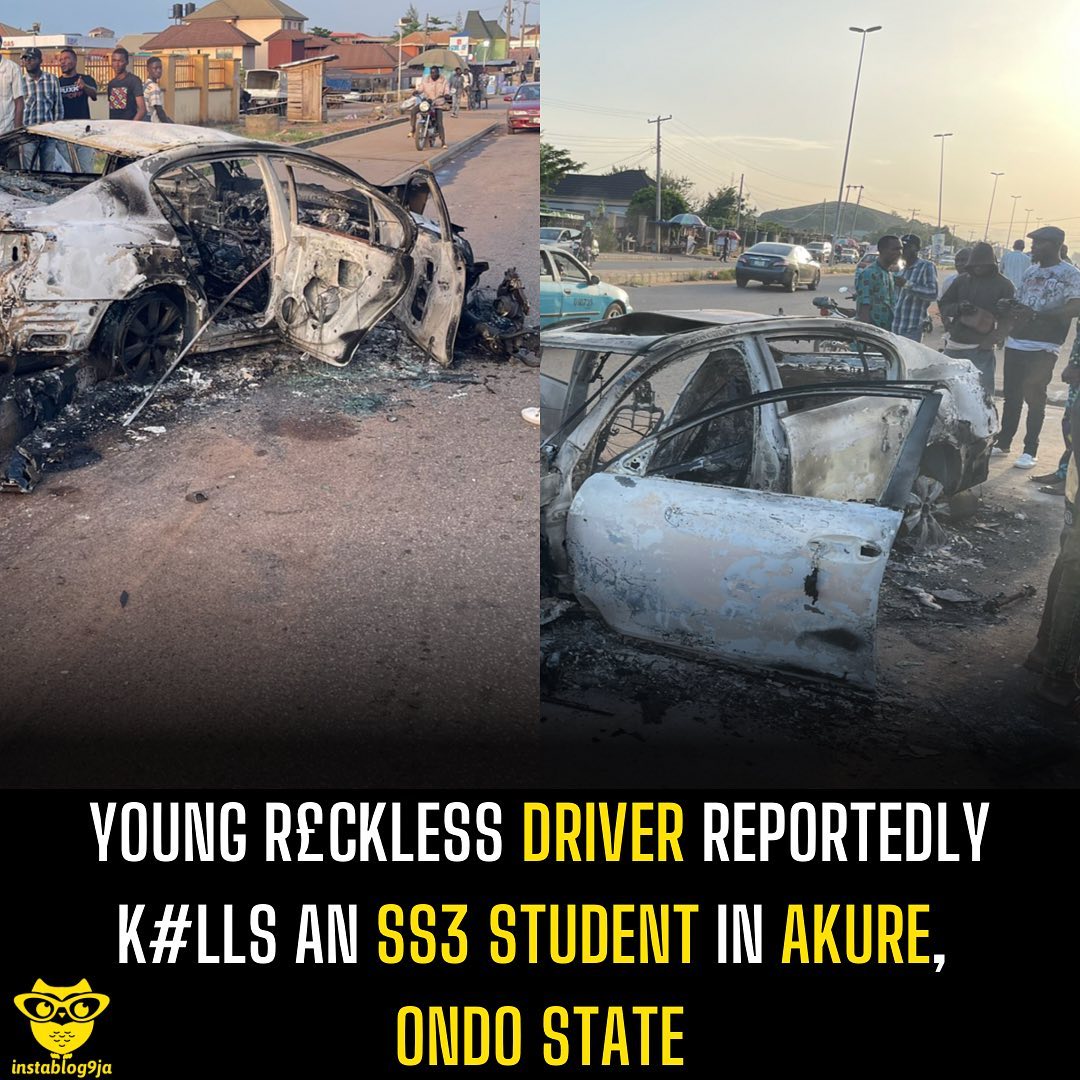 YOUNG R£CKLESS DRIVER REPORTEDLY
K#LLS AN SS3 STUDENT IN AKURE,
ONDO STATE
instablog9ja